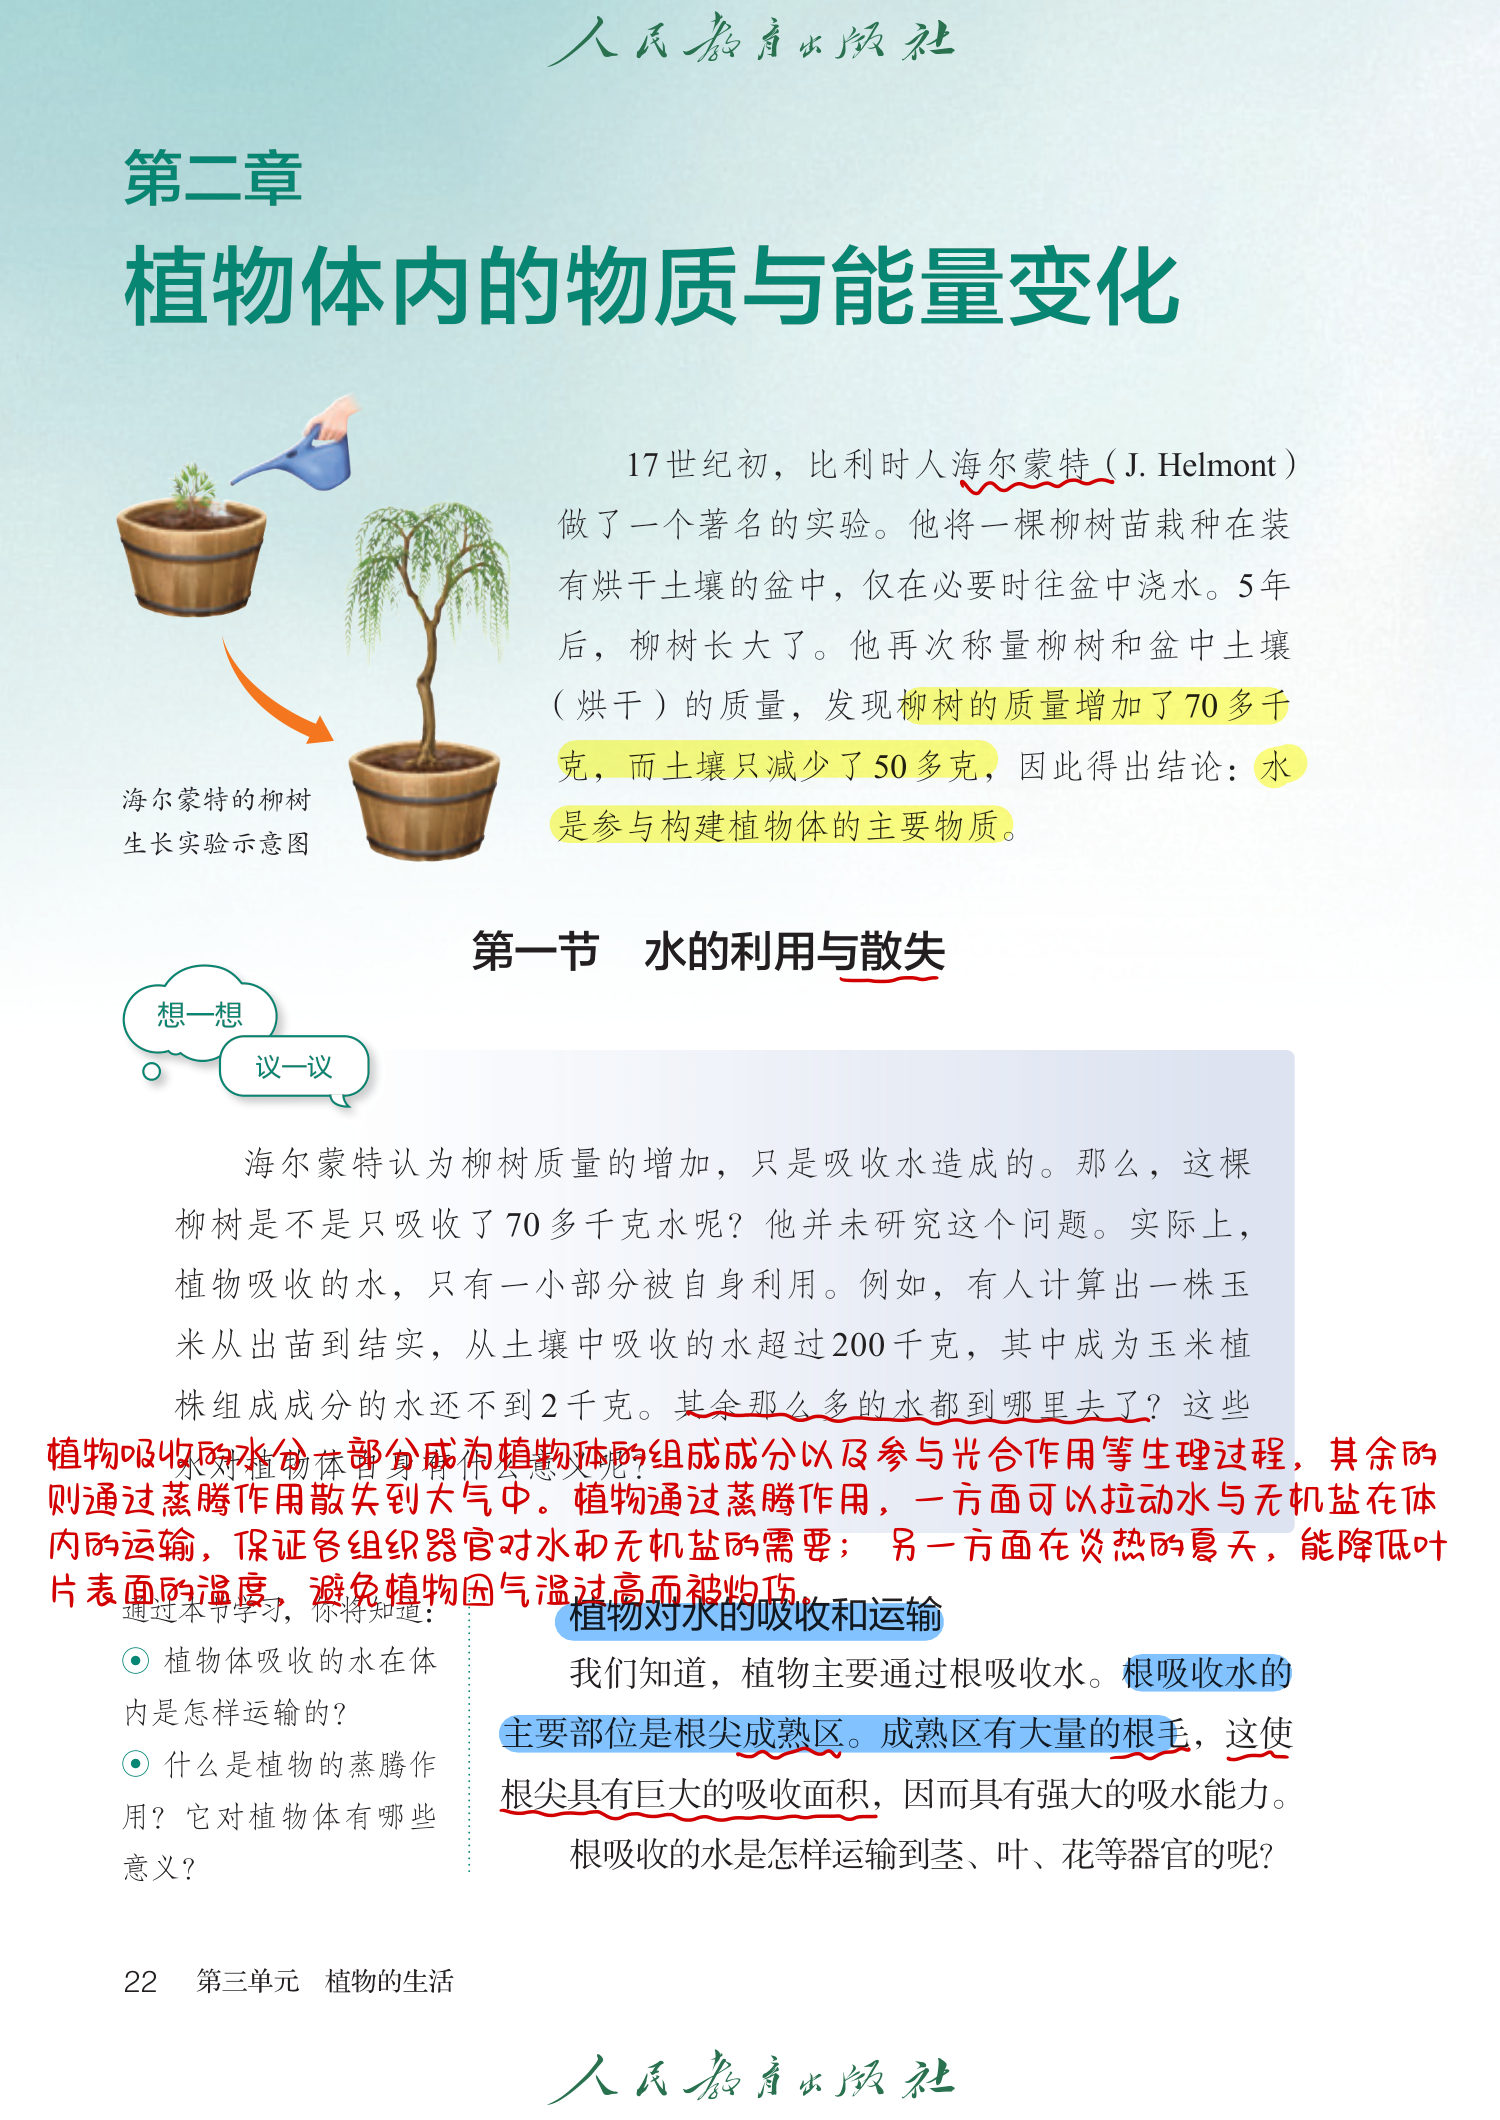 人民教育出版社
第二章
植物体内的物质与能量变化
17世纪初，比利时人海尔蒙特（J. Helmont）
做了一个著名的实验。他将一棵柳树苗栽种在装
有烘干土壤的盆中，仅在必要时往盆中浇水。5年
后，柳树长大了。他再次称量柳树和盆中土壤
（烘干）的质量，发现柳树的质量增加了70多千
克，而土壤只减少了50多克，因此得出结论：水
是参与构建植物体的主要物质。
海尔蒙特的柳树
生长实验示意图
第一节 水的利用与散失
想一想
议一议
海尔蒙特认为柳树质量的增加，只是吸收水造成的。那么，这棵
柳树是不是只吸收了70多千克水呢？他并未研究这个问题。实际上，
植物吸收的水，只有一小部分被自身利用。例如，有人计算出一株玉
米从出苗到结实，从土壤中吸收的水超过200千克，其中成为玉米植
株组成成分的水还不到2千克。其余那么多的水都到哪里去了？这些
水对植物体自身有什么意义呢？
植物吸收的水分一部分成为植物体的组成成分以及参与光合作用等生理过程，其余的
则通过蒸腾作用散失到大气中。植物通过蒸腾作用，一方面可以拉动水与无机盐在体
内的运输，保证各组织器官对水和无机盐的需要；另一方面在炎热的夏天，能降低叶
片表面的温度，避免植物因气温过高而被灼伤。
通过本节学习，你将知道：
植物体吸收的水在体
内是怎样运输的？
什么是植物的蒸腾作
用？它对植物体有哪些
意义？
植物对水的吸收和运输
我们知道，植物主要通过根吸收水。根吸收水的
主要部位是根尖成熟区。成熟区有大量的根毛，这使
根尖具有巨大的吸收面积，因而具有强大的吸水能力。
根吸收的水是怎样运输到茎、叶、花等器官的呢？
22 第三单元 植物的生活
人民教育出版社